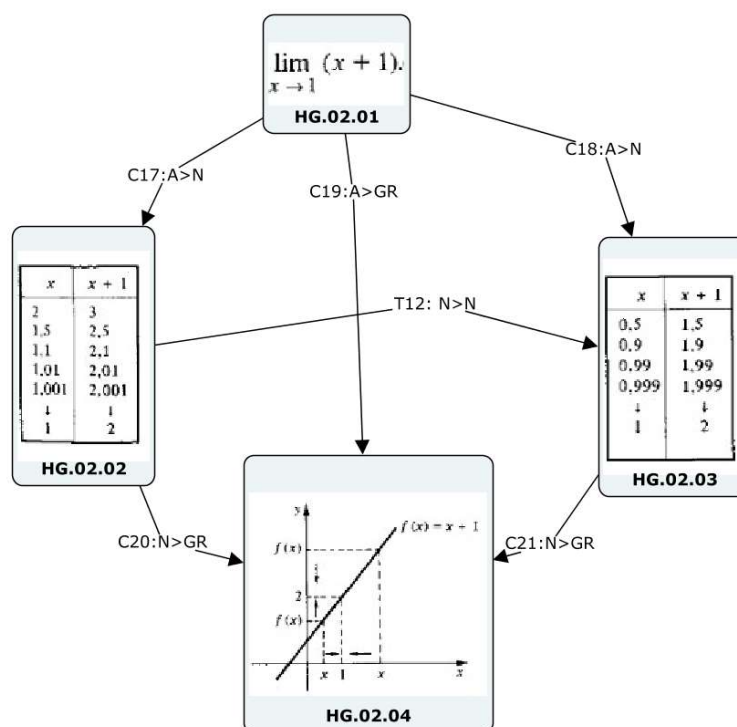 lim (x + 1).
x → 1
HG.02.01
C17:A>N
C19:A>GR
C18:A>N
x x + 1
2 3
1,5 2,5
1,1 2,1
1,01 2,01
1,001 2,001
↓ ↓
1 2
HG.02.02
T12: N>N
x x + 1
0,5 1,5
0,9 1,9
0,99 1,99
0,999 1,999
↓ ↓
1 2
HG.02.03
C20:N>GR
C21:N>GR
y
f(x) = x + 1
f(x)
2
f(x)
x 1 x x
HG.02.04